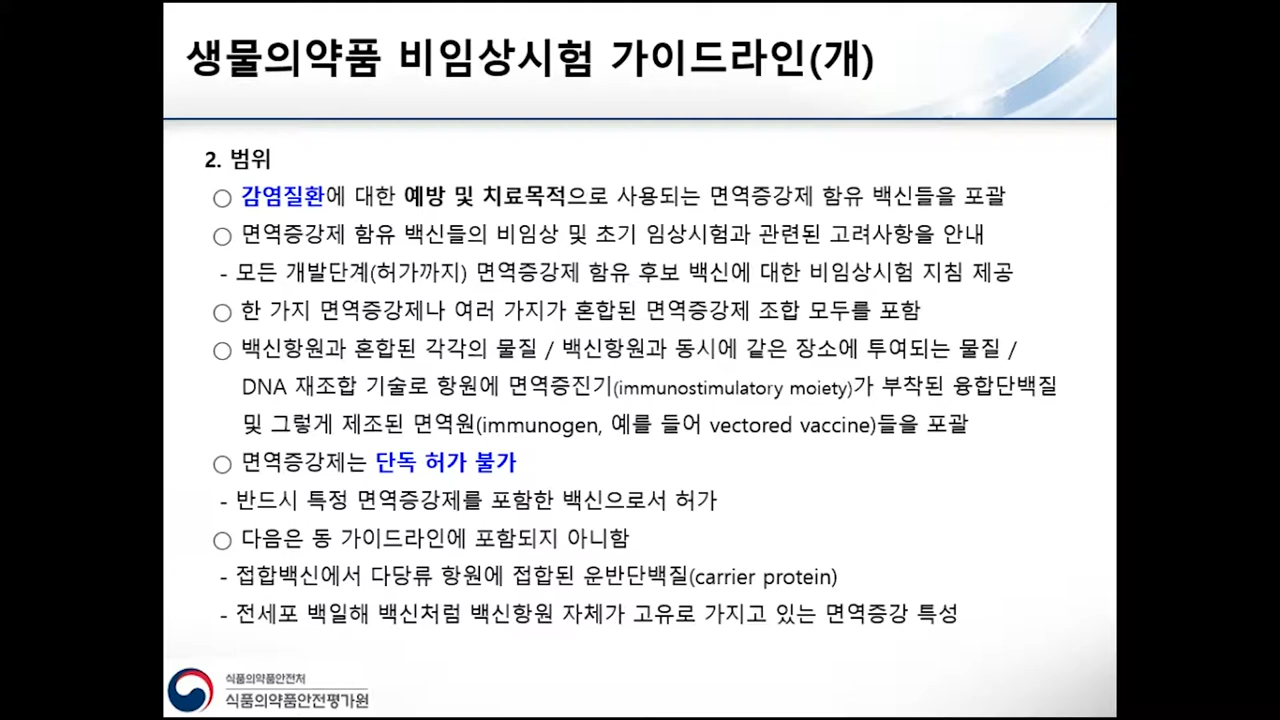 생물의약품 비임상시험 가이드라인(개)
2. 범위
○ 감염질환에 대한 예방 및 치료목적으로 사용되는 면역증강제 함유 백신들을 포괄
○ 면역증강제 함유 백신들의 비임상 및 초기 임상시험과 관련된 고려사항을 안내
- 모든 개발단계(허가까지) 면역증강제 함유 후보 백신에 대한 비임상시험 지침 제공
○ 한 가지 면역증강제나 여러 가지가 혼합된 면역증강제 조합 모두를 포함
○ 백신항원과 혼합된 각각의 물질 / 백신항원과 동시에 같은 장소에 투여되는 물질 /
DNA 재조합 기술로 항원에 면역증진기(immunostimulatory moiety)가 부착된 융합단백질
및 그렇게 제조된 면역원(immunogen, 예를 들어 vectored vaccine)들을 포괄
○ 면역증강제는 단독 허가 불가
- 반드시 특정 면역증강제를 포함한 백신으로서 허가
○ 다음은 동 가이드라인에 포함되지 아니함
- 접합백신에서 다당류 항원에 접합된 운반단백질(carrier protein)
- 전세포 백일해 백신처럼 백신항원 자체가 고유로 가지고 있는 면역증강 특성
식품의약품안전처
식품의약품안전평가원